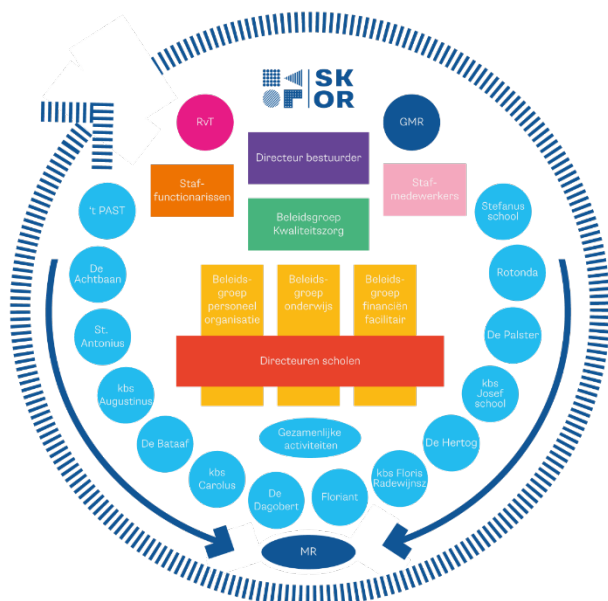 SK
OR
RvT
GMR
Directeur bestuurder
Staf-
functionarissen
Staf-
medewerkers
Beleidsgroep
Kwaliteitszorg
't PAST
Stefanus
school
De
Achtbaan
Rotonda
Beleids-
groep
personeel
organisatie
Beleids-
groep
onderwijs
Beleids-
groep
financiën
facilitair
St.
Antonius
De Palster
Directeuren scholen
kbs
Augustinus
kbs
Josef
school
De Bataaf
Gezamenlijke
activiteiten
De Hertog
kbs
Carolus
De
Dagobert
Floriant
kbs Floris
Radewijnsz.
MR